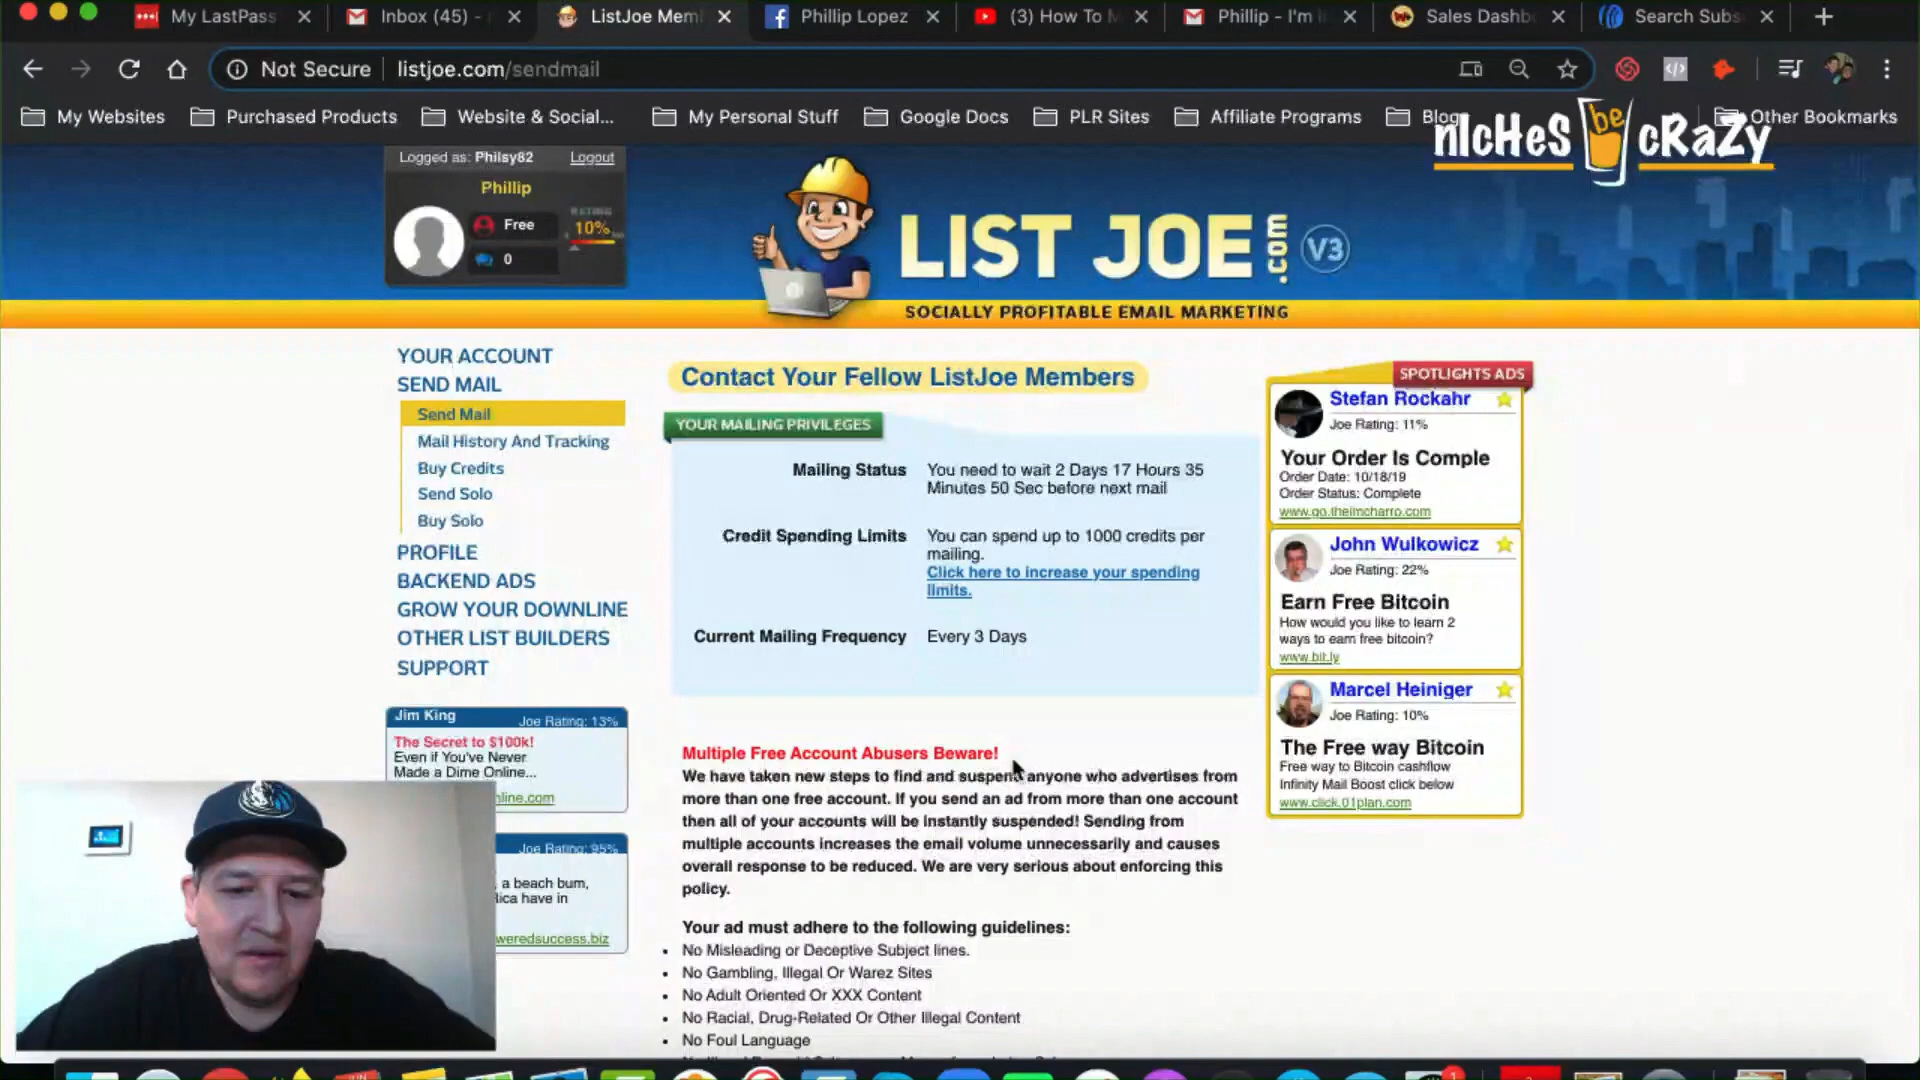 My LastPass
Inbox (45) -
ListJoe Mem
Phillip Lopez
(3) How To M
Phillip - I'm i
Sales Dashb
Search Subs
Not Secure
listjoe.com/sendmail
My Websites
Purchased Products
Website & Social...
My Personal Stuff
Google Docs
PLR Sites
Affiliate Programs
Blog
Other Bookmarks
nIcHeS be cRaZy
Logged as: Philsy82
Logout
Phillip
Free
RATING
10%
0
LIST JOE .com V3
SOCIALLY PROFITABLE EMAIL MARKETING
YOUR ACCOUNT
SEND MAIL
Send Mail
Mail History And Tracking
Buy Credits
Send Solo
Buy Solo
PROFILE
BACKEND ADS
GROW YOUR DOWNLINE
OTHER LIST BUILDERS
SUPPORT
Jim King
Joe Rating: 13%
The Secret to $100k!
Even if You've Never
Made a Dime Online...
nline.com
Joe Rating: 95%
a beach bum,
lica have in
weredsuccess.biz
Contact Your Fellow ListJoe Members
YOUR MAILING PRIVILEGES
Mailing Status
You need to wait 2 Days 17 Hours 35
Minutes 50 Sec before next mail
Credit Spending Limits
You can spend up to 1000 credits per
mailing.
Click here to increase your spending
limits.
Current Mailing Frequency
Every 3 Days
Multiple Free Account Abusers Beware!
We have taken new steps to find and suspend anyone who advertises from
more than one free account. If you send an ad from more than one account
then all of your accounts will be instantly suspended! Sending from
multiple accounts increases the email volume unnecessarily and causes
overall response to be reduced. We are very serious about enforcing this
policy.
Your ad must adhere to the following guidelines:
No Misleading or Deceptive Subject lines.
No Gambling, Illegal Or Warez Sites
No Adult Oriented Or XXX Content
No Racial, Drug-Related Or Other Illegal Content
No Foul Language
SPOTLIGHTS ADS
Stefan Rockahr
Joe Rating: 11%
Your Order Is Comple
Order Date: 10/18/19
Order Status: Complete
www.go.theimcharro.com
John Wulkowicz
Joe Rating: 22%
Earn Free Bitcoin
How would you like to learn 2
ways to earn free bitcoin?
www.bit.ly
Marcel Heiniger
Joe Rating: 10%
The Free way Bitcoin
Free way to Bitcoin cashflow
Infinity Mail Boost click below
www.click.01plan.com